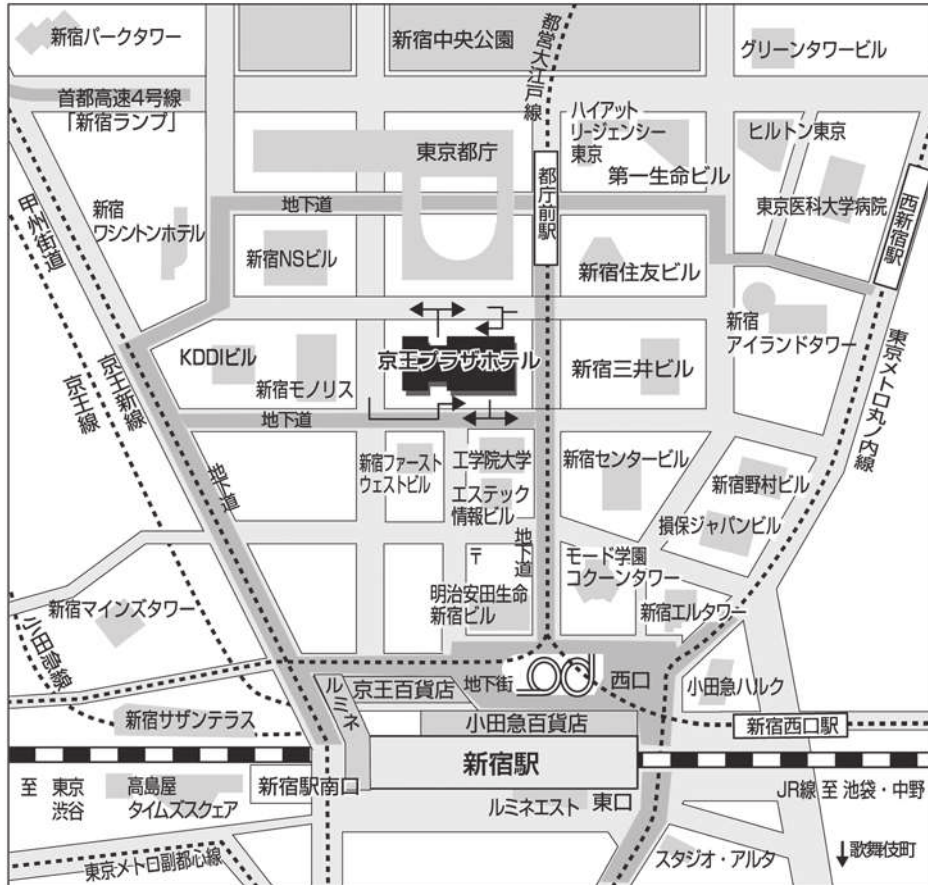 新宿パークタワー
新宿中央公園
都営大江戸線
グリーンタワービル
首都高速4号線
「新宿ランプ」
東京都庁
ハイアット
リージェンシー
東京
ヒルトン東京
第一生命ビル
都庁前駅
東京医科大学病院
西新宿駅
甲州街道
新宿
ワシントンホテル
地下道
新宿NSビル
新宿住友ビル
新宿
アイランドタワー
KDDIビル
新宿モノリス
京王プラザホテル
新宿三井ビル
東京メトロ丸ノ内線
京王新線
京王線
地下道
地下道
新宿ファースト
ウェストビル
工学院大学
エステック
情報ビル
新宿センタービル
新宿野村ビル
損保ジャパンビル
地下道
〒
明治安田生命
新宿ビル
モード学園
コクーンタワー
新宿エルタワー
新宿マインズタワー
小田急線
ルミネ
京王百貨店
地下街
西口
小田急ハルク
新宿サザンテラス
小田急百貨店
新宿西口駅
新宿駅
至 東京
渋谷
高島屋
タイムズスクェア
新宿駅南口
ルミネエスト
東口
JR線 至 池袋・中野
東京メトロ副都心線
スタジオ・アルタ
↓歌舞伎町